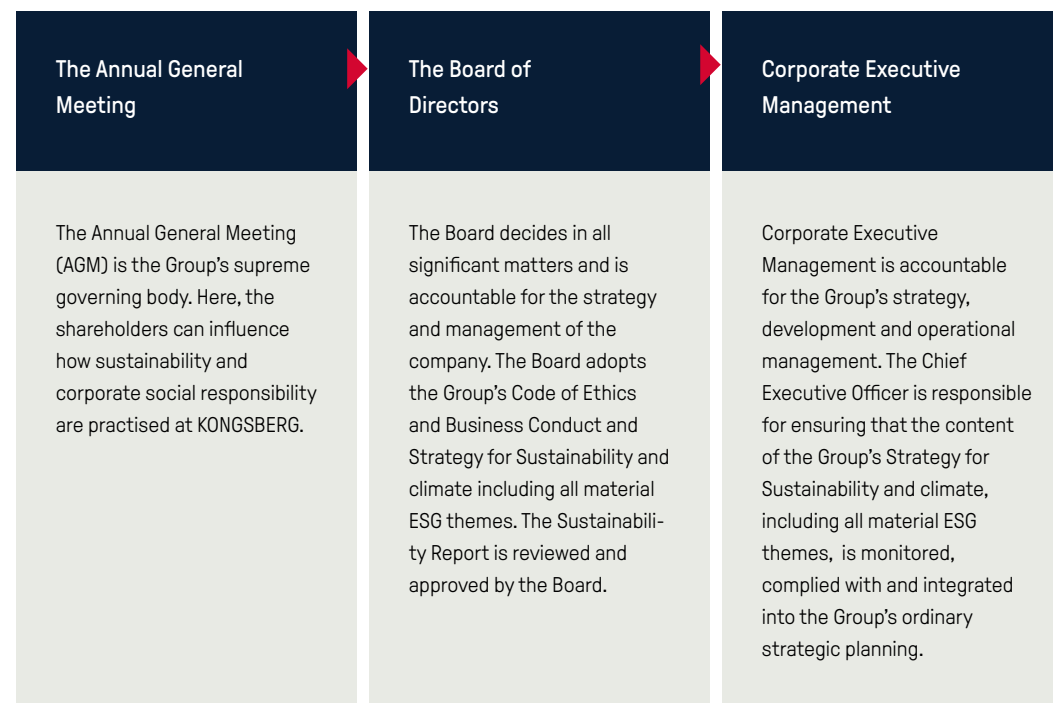 The Annual General
Meeting
The Annual General Meeting
(AGM) is the Group's supreme
governing body. Here, the
shareholders can influence
how sustainability and
corporate social responsibility
are practised at KONGSBERG.
The Board of
Directors
The Board decides in all
significant matters and is
accountable for the strategy
and management of the
company. The Board adopts
the Group's Code of Ethics
and Business Conduct and
Strategy for Sustainability and
climate including all material
ESG themes. The Sustainabili-
ty Report is reviewed and
approved by the Board.
Corporate Executive
Management
Corporate Executive
Management is accountable
for the Group's strategy,
development and operational
management. The Chief
Executive Officer is responsible
for ensuring that the content
of the Group's Strategy for
Sustainability and climate,
including all material ESG
themes,  is monitored,
complied with and integrated
into the Group's ordinary
strategic planning.